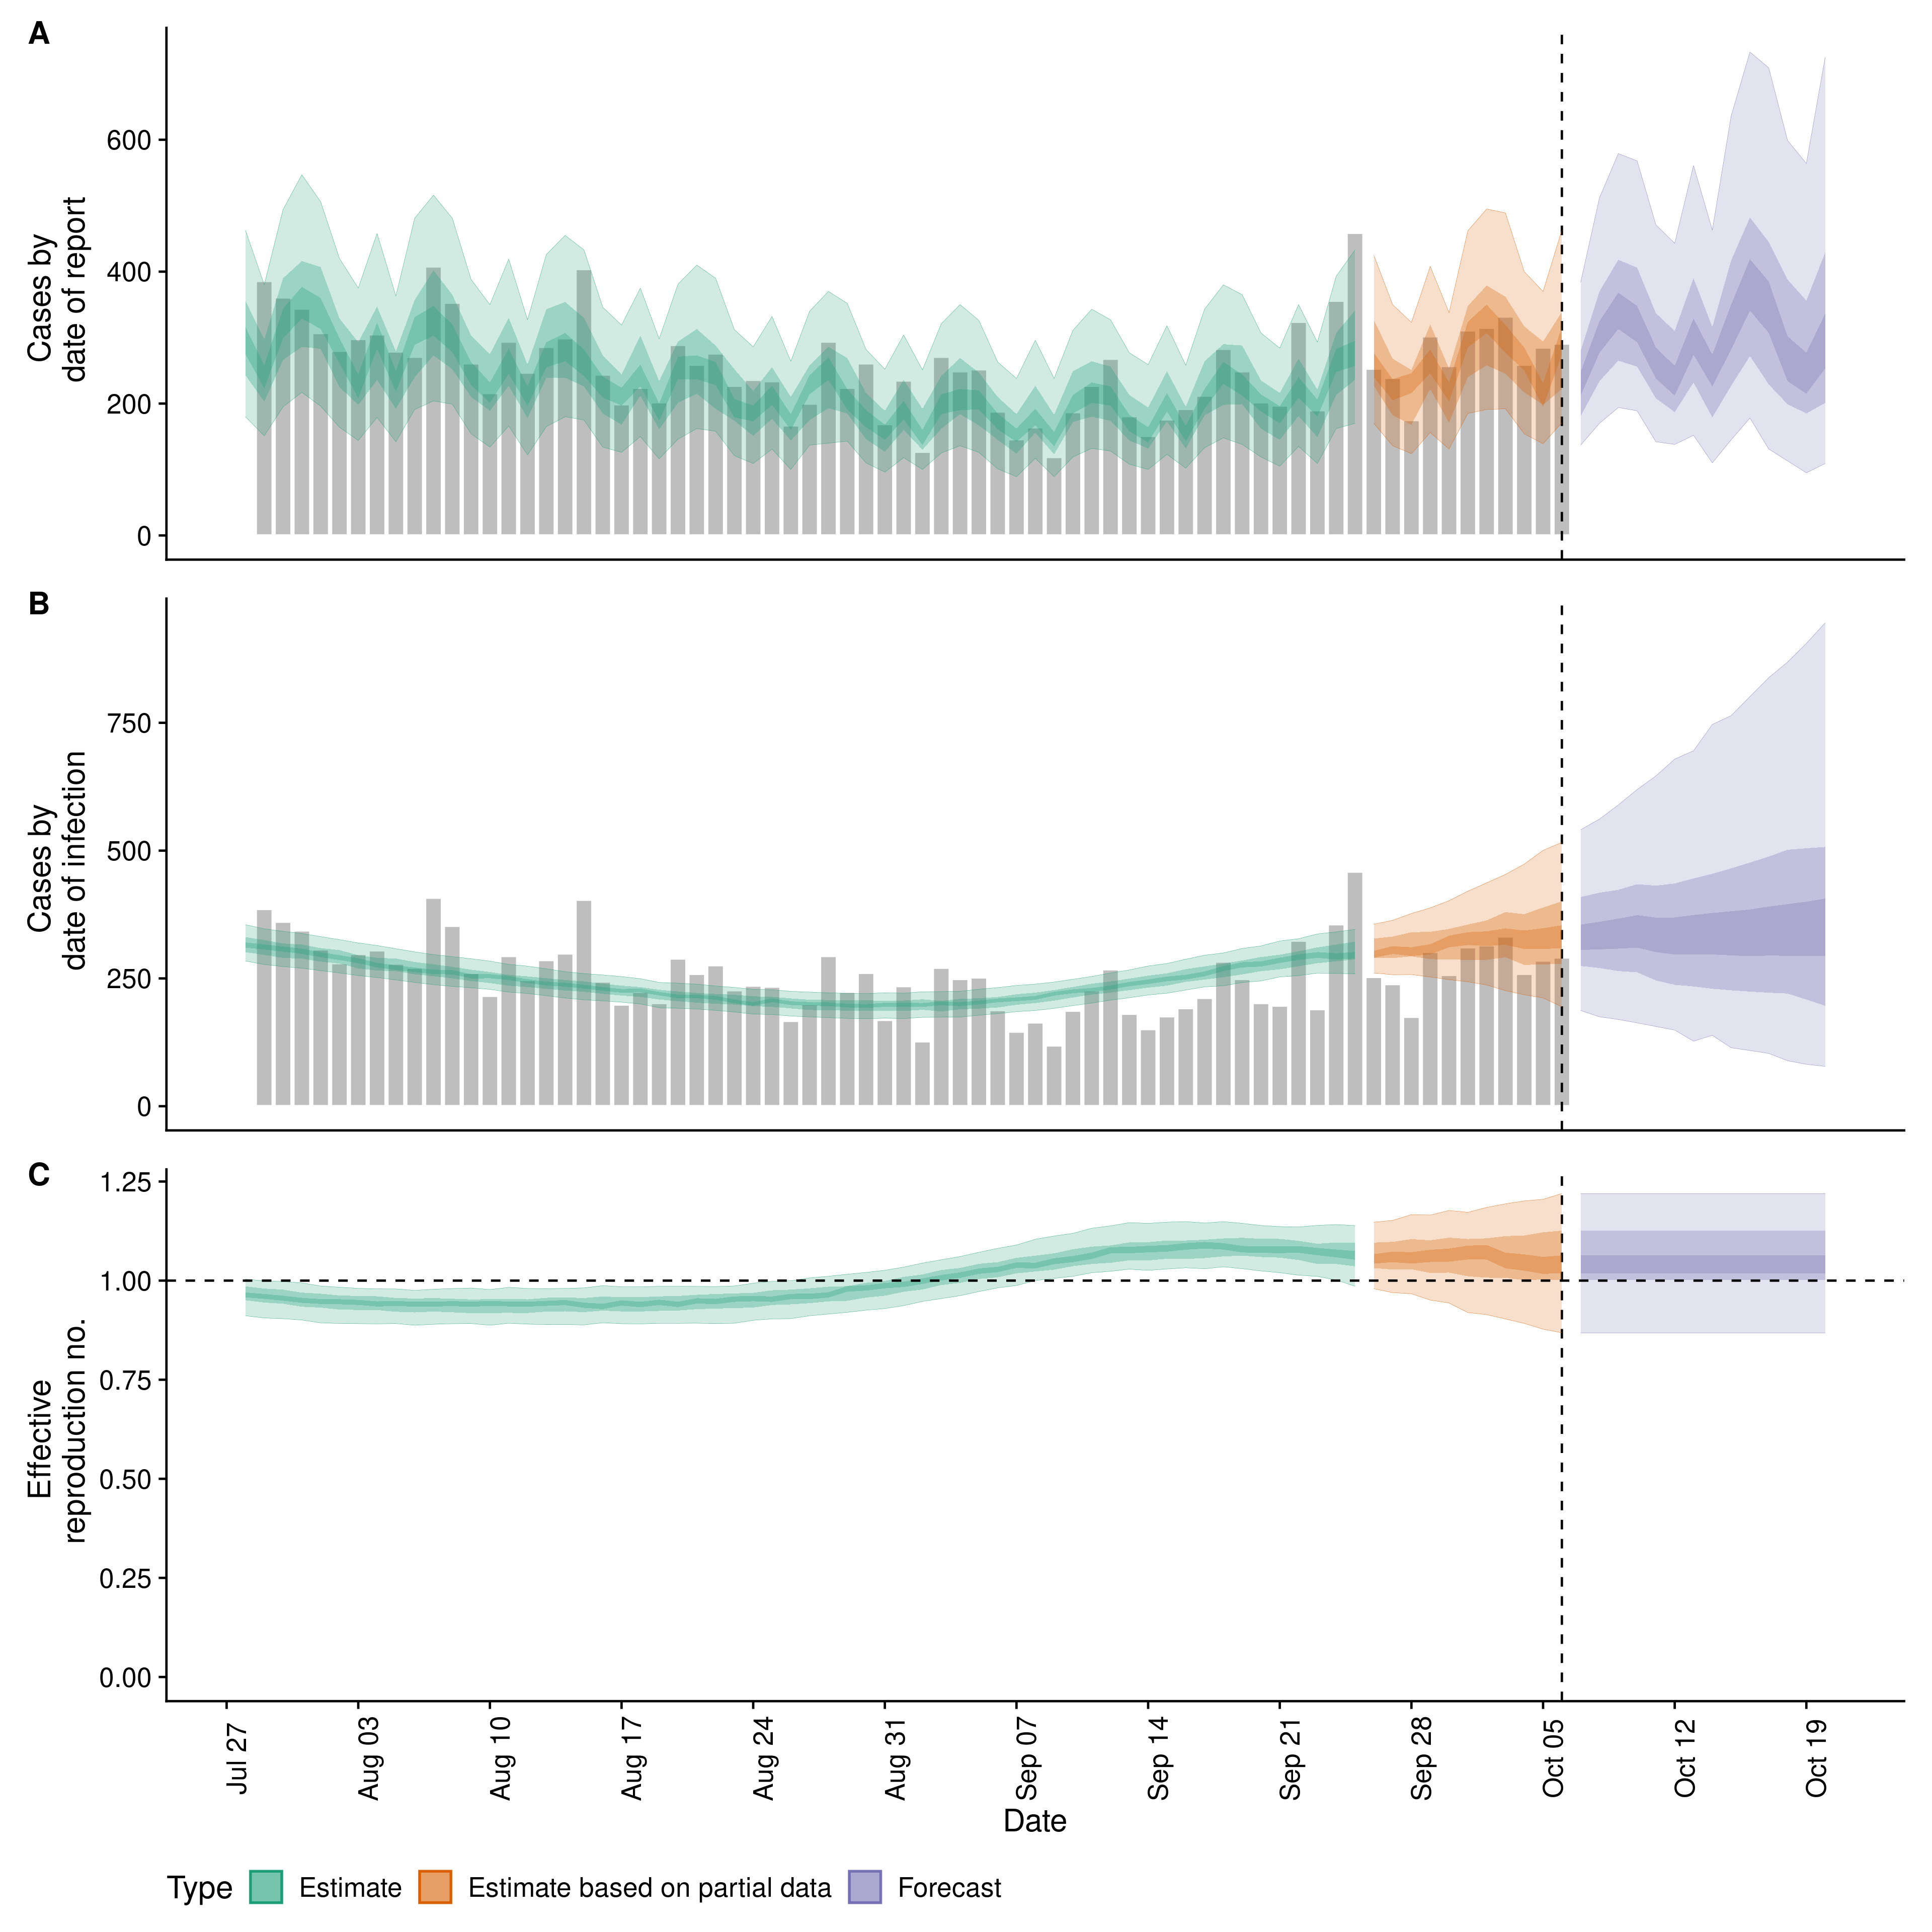 A
Cases by
date of report
600
400
200
0
B
Cases by
date of infection
750
500
250
0
C
Effective
reproduction no.
1.25
1.00
0.75
0.50
0.25
0.00
Jul 27
Aug 03
Aug 10
Aug 17
Aug 24
Aug 31
Sep 07
Sep 14
Sep 21
Sep 28
Oct 05
Oct 12
Oct 19
Date
Type Estimate Estimate based on partial data Forecast